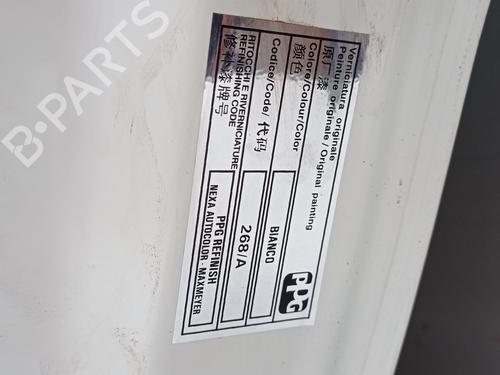 Verniciatura originale
Peinture originale / Original painting
原厂漆
PPG
Colore/Colour/Color
颜色
BIANCO
Codice/Code/代码
268/A
RITOCCHI E RIVERNICIATURE
REFINISHING CODE
修补漆牌号
PPG REFINISH
NEXA AUTOCOLOR - MAXMEYER
B-PARTS